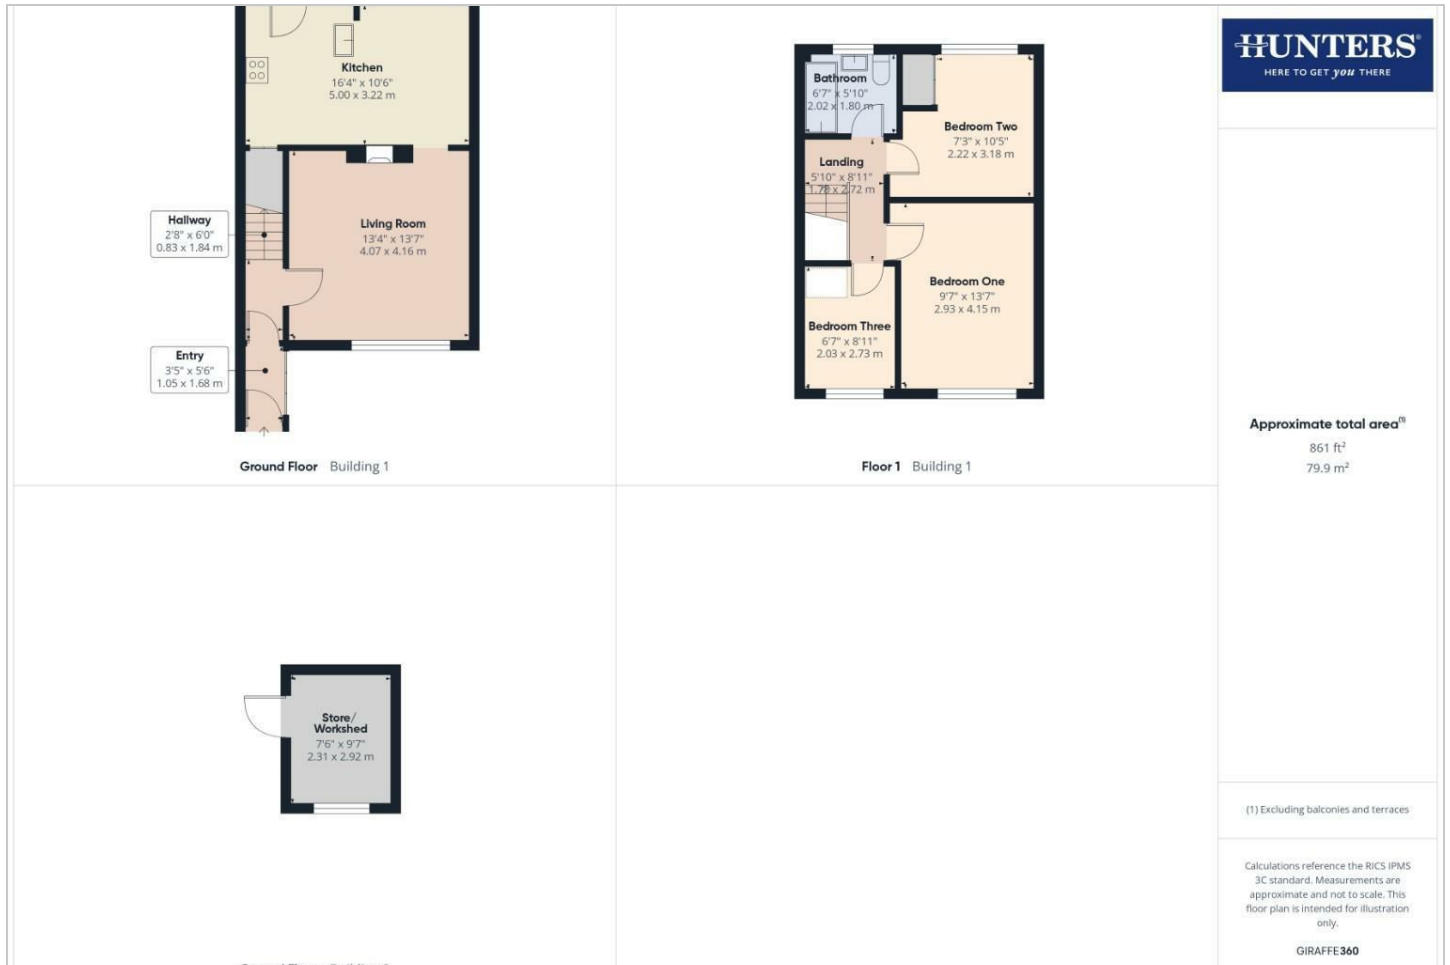 Kitchen
16'4" x 10'6"
5.00 x 3.22 m
Hallway
2'8" x 6'0"
0.83 x 1.84 m
Living Room
13'4" x 13'7"
4.07 x 4.16 m
Entry
3'5" x 5'6"
1.05 x 1.68 m
Ground Floor Building 1
Bathroom
6'7" x 5'10"
2.02 x 1.80 m
Bedroom Two
7'3" x 10'5"
2.22 x 3.18 m
Landing
5'10" x 8'11"
1.79 x 2.72 m
Bedroom One
9'7" x 13'7"
2.93 x 4.15 m
Bedroom Three
6'7" x 8'11"
2.03 x 2.73 m
Floor 1 Building 1
Store/
Workshed
7'6" x 9'7"
2.31 x 2.92 m
HUNTERS®
HERE TO GET you THERE
Approximate total area(1)
861 ft²
79.9 m²
(1) Excluding balconies and terraces
Calculations reference the RICS IPMS
3C standard. Measurements are
approximate and not to scale. This
floor plan is intended for illustration
only.
GIRAFFE360